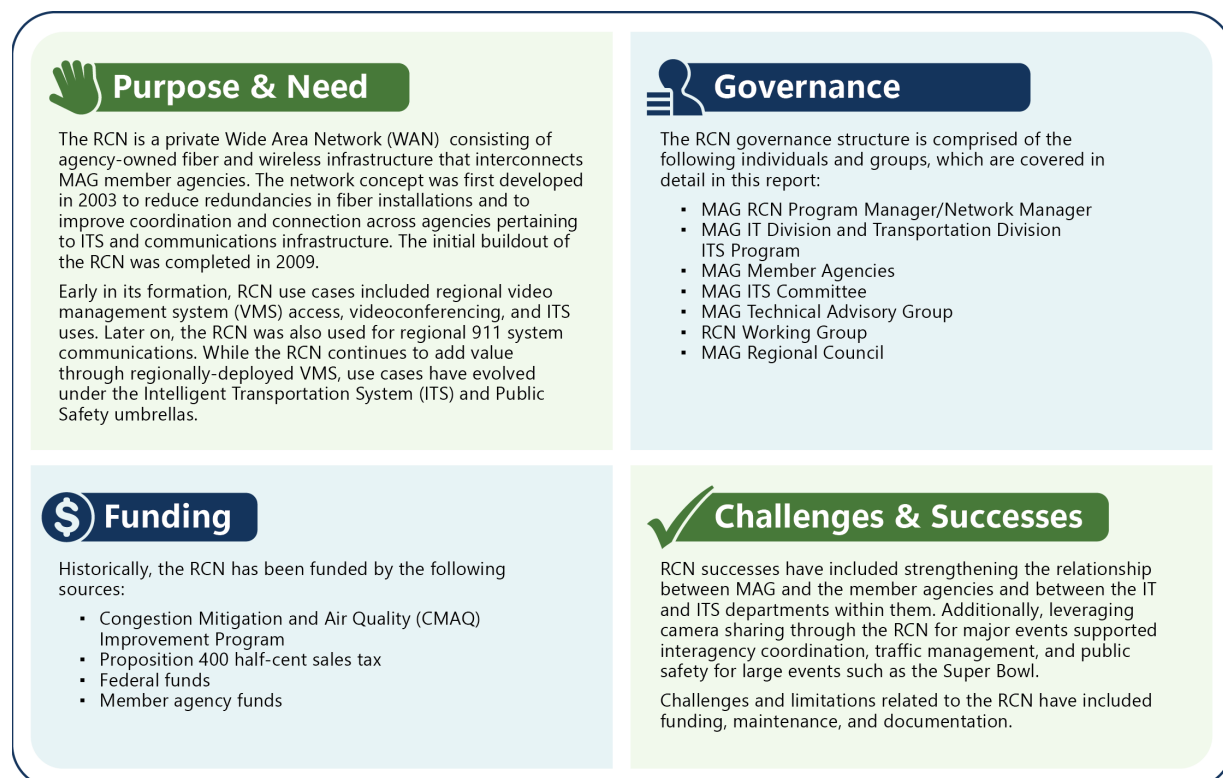 Purpose & Need
The RCN is a private Wide Area Network (WAN)  consisting of
agency-owned fiber and wireless infrastructure that interconnects
MAG member agencies. The network concept was first developed
in 2003 to reduce redundancies in fiber installations and to
improve coordination and connection across agencies pertaining
to ITS and communications infrastructure. The initial buildout of
the RCN was completed in 2009.
Early in its formation, RCN use cases included regional video
management system (VMS) access, videoconferencing, and ITS
uses. Later on, the RCN was also used for regional 911 system
communications. While the RCN continues to add value
through regionally-deployed VMS, use cases have evolved
under the Intelligent Transportation System (ITS) and Public
Safety umbrellas.
Governance
The RCN governance structure is comprised of the
following individuals and groups, which are covered in
detail in this report:
▪ MAG RCN Program Manager/Network Manager
▪ MAG IT Division and Transportation Division
ITS Program
▪ MAG Member Agencies
▪ MAG ITS Committee
▪ MAG Technical Advisory Group
▪ RCN Working Group
▪ MAG Regional Council
$ Funding
Historically, the RCN has been funded by the following
sources:
▪ Congestion Mitigation and Air Quality (CMAQ)
Improvement Program
▪ Proposition 400 half-cent sales tax
▪ Federal funds
▪ Member agency funds
Challenges & Successes
RCN successes have included strengthening the relationship
between MAG and the member agencies and between the IT
and ITS departments within them. Additionally, leveraging
camera sharing through the RCN for major events supported
interagency coordination, traffic management, and public
safety for large events such as the Super Bowl.
Challenges and limitations related to the RCN have included
funding, maintenance, and documentation.